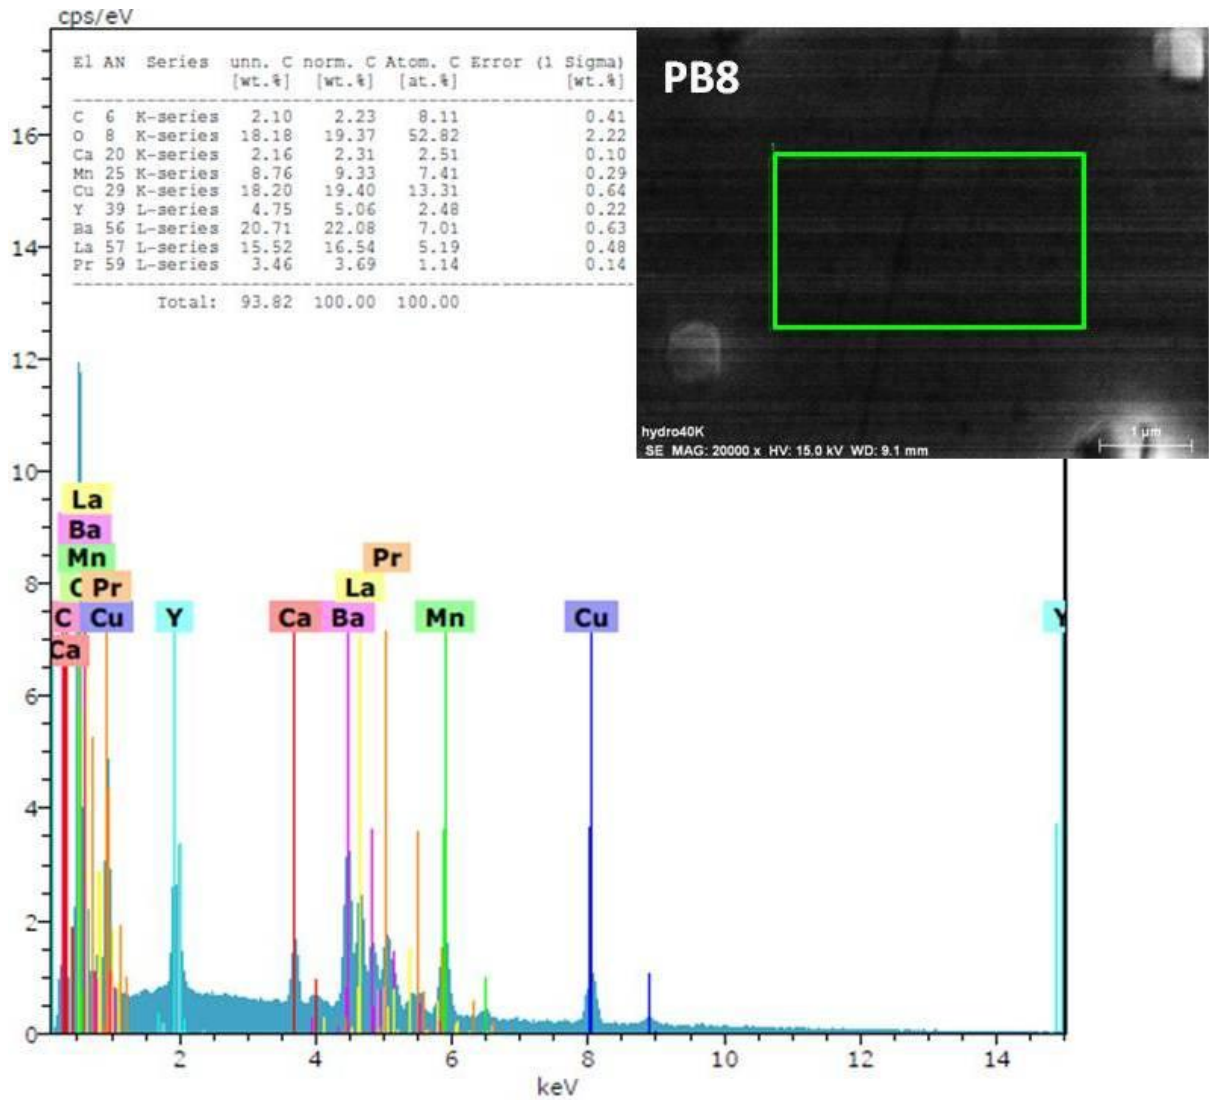 cps/eV
El AN Series unn. C norm. C Atom. C Error (1 Sigma)
[wt.%] [wt.%] [at.%] [wt.%]
C 6 K-series 2.10 2.23 8.11 0.41
O 8 K-series 18.18 19.37 52.82 2.22
Ca 20 K-series 2.16 2.31 2.51 0.10
Mn 25 K-series 8.76 9.33 7.41 0.29
Cu 29 K-series 18.20 19.40 13.31 0.64
Y 39 L-series 4.75 5.06 2.48 0.22
Ba 56 L-series 20.71 22.08 7.01 0.63
La 57 L-series 15.52 16.54 5.19 0.48
Pr 59 L-series 3.46 3.69 1.14 0.14
Total: 93.82 100.00 100.00
PB8
hydro40K
SE MAG: 20000 x HV: 15.0 kV WD: 9.1 mm
1 µm
16
14
12
10
8
6
4
2
0
La
Ba
Mn
Pr
C
Cu
Ca
Y
Ca
Ba
La
Pr
Mn
Cu
Y
2 4 6 8 10 12 14
keV